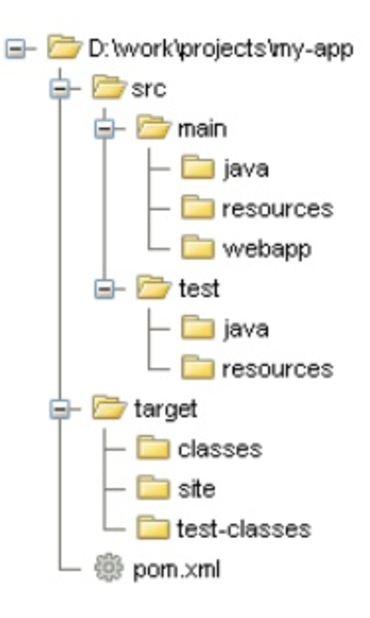 D:\work\projects\my-app
src
main
java
resources
webapp
test
java
resources
target
classes
site
test-classes
pom.xml